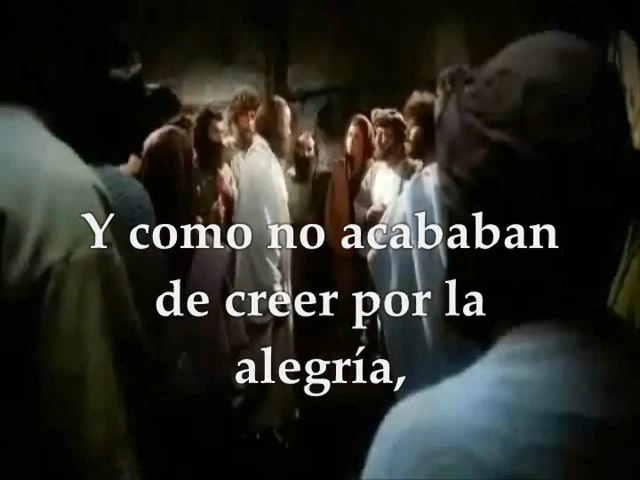 Y como no acababan
de creer por la
alegría,